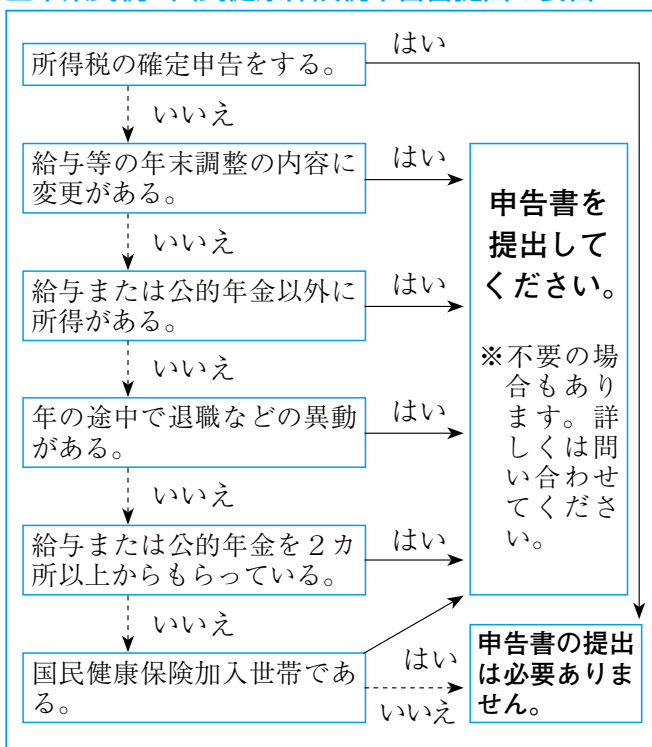 所得税の確定申告をする。
はい
いいえ
給与等の年末調整の内容に
変更がある。
はい
いいえ
給与または公的年金以外に
所得がある。
はい
いいえ
年の途中で退職などの異動
がある。
はい
いいえ
給与または公的年金を2カ
所以上からもらっている。
はい
いいえ
国民健康保険加入世帯であ
る。
はい
いいえ
申告書を
提出して
ください。
※不要の場
合もあり
ます。詳
しくは問
い合わせ
てくださ
い。
申告書の提出
は必要ありま
せん。